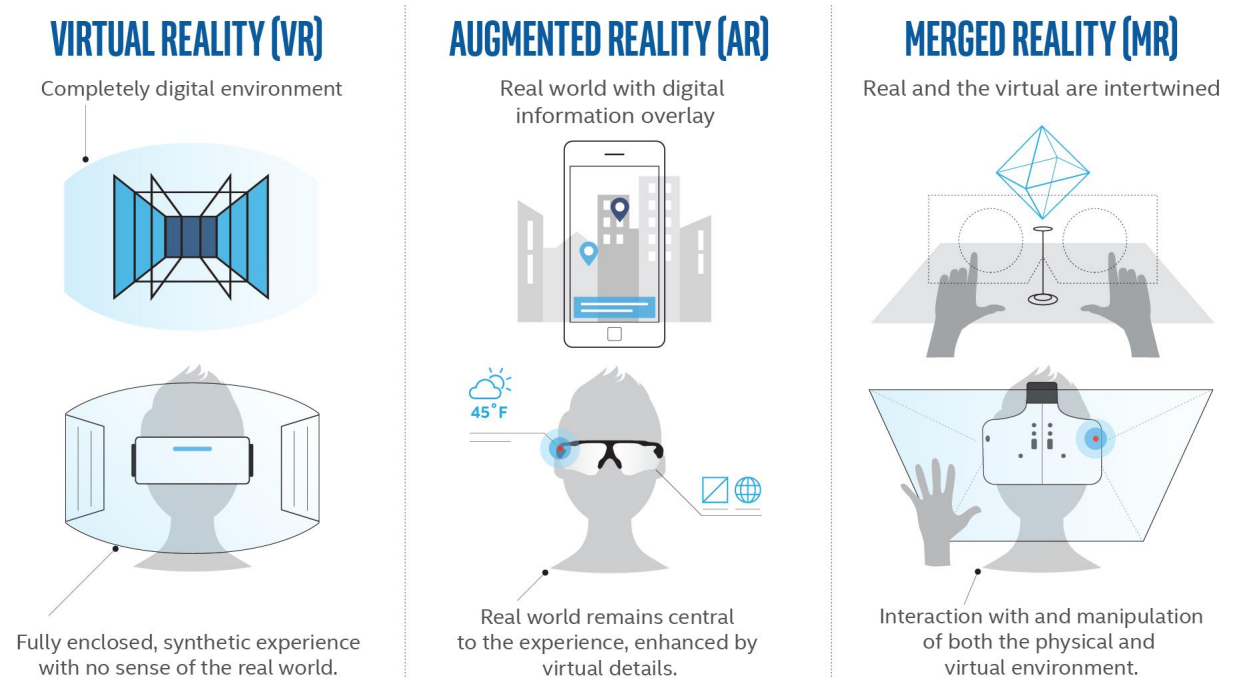 VIRTUAL REALITY (VR)
Completely digital environment
Fully enclosed, synthetic experience
with no sense of the real world.
AUGMENTED REALITY (AR)
Real world with digital
information overlay
45°F
Real world remains central
to the experience, enhanced by
virtual details.
MERGED REALITY (MR)
Real and the virtual are intertwined
Interaction with and manipulation
of both the physical and
virtual environment.